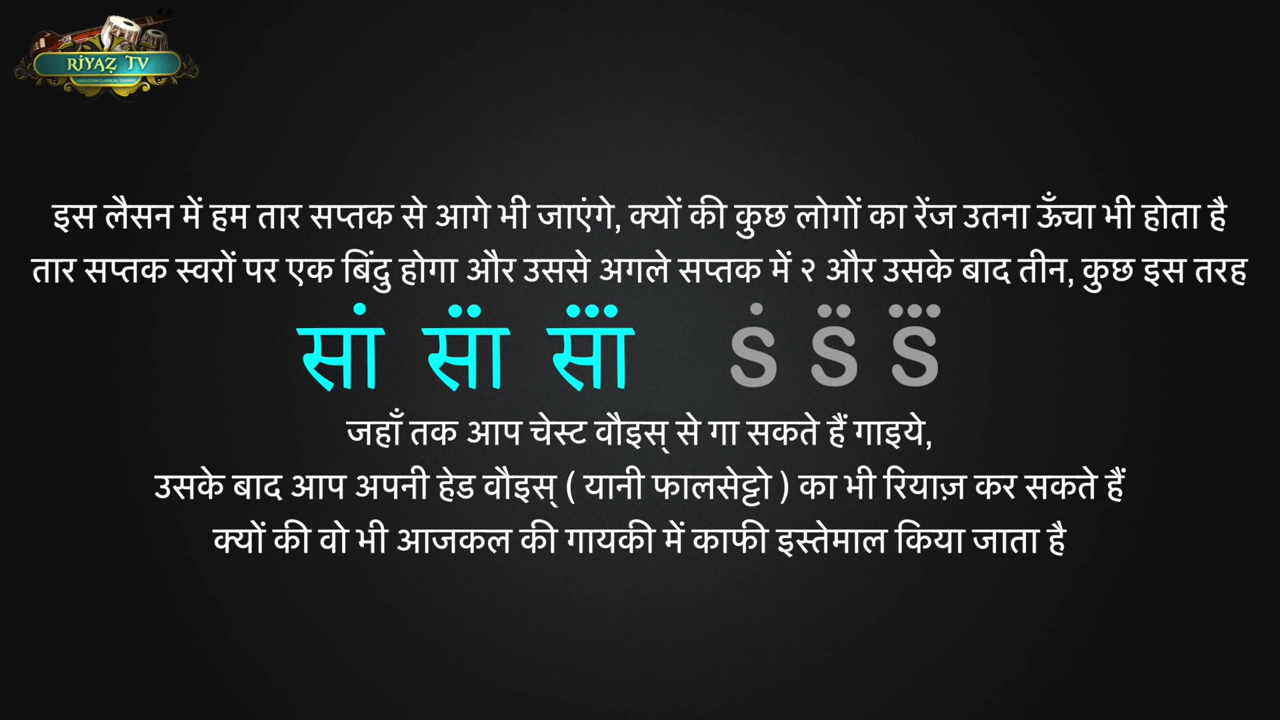 RiYAZ TV
इस लैसन में हम तार सप्तक से आगे भी जाएंगे, क्यों की कुछ लोगों का रेंज उतना ऊँचा भी होता है
तार सप्तक स्वरों पर एक बिंदु होगा और उससे अगले सप्तक में २ और उसके बाद तीन, कुछ इस तरह
सा̇ सा̈ सा⃛ Ṡ S̈ S⃛
जहाँ तक आप चेस्ट वौइस् से गा सकते हैं गाइये,
उसके बाद आप अपनी हेड वौइस् ( यानी फालसेट्टो ) का भी रियाज़ कर सकते हैं
क्यों की वो भी आजकल की गायकी में काफी इस्तेमाल किया जाता है